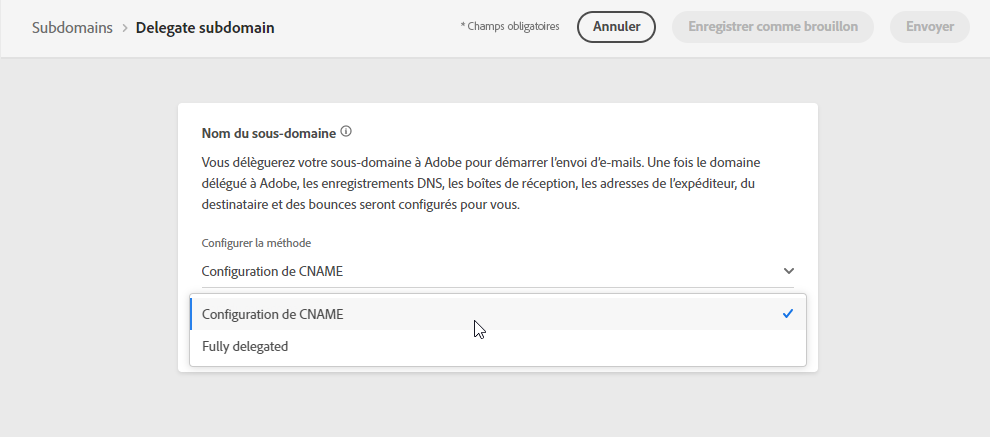 Subdomains > Delegate subdomain
* Champs obligatoires
Annuler
Enregistrer comme brouillon
Envoyer
Nom du sous-domaine
Vous délèguerez votre sous-domaine à Adobe pour démarrer l'envoi d'e-mails. Une fois le domaine
délégué à Adobe, les enregistrements DNS, les boîtes de réception, les adresses de l'expéditeur, du
destinataire et des bounces seront configurés pour vous.
Configurer la méthode
Configuration de CNAME
Configuration de CNAME
Fully delegated